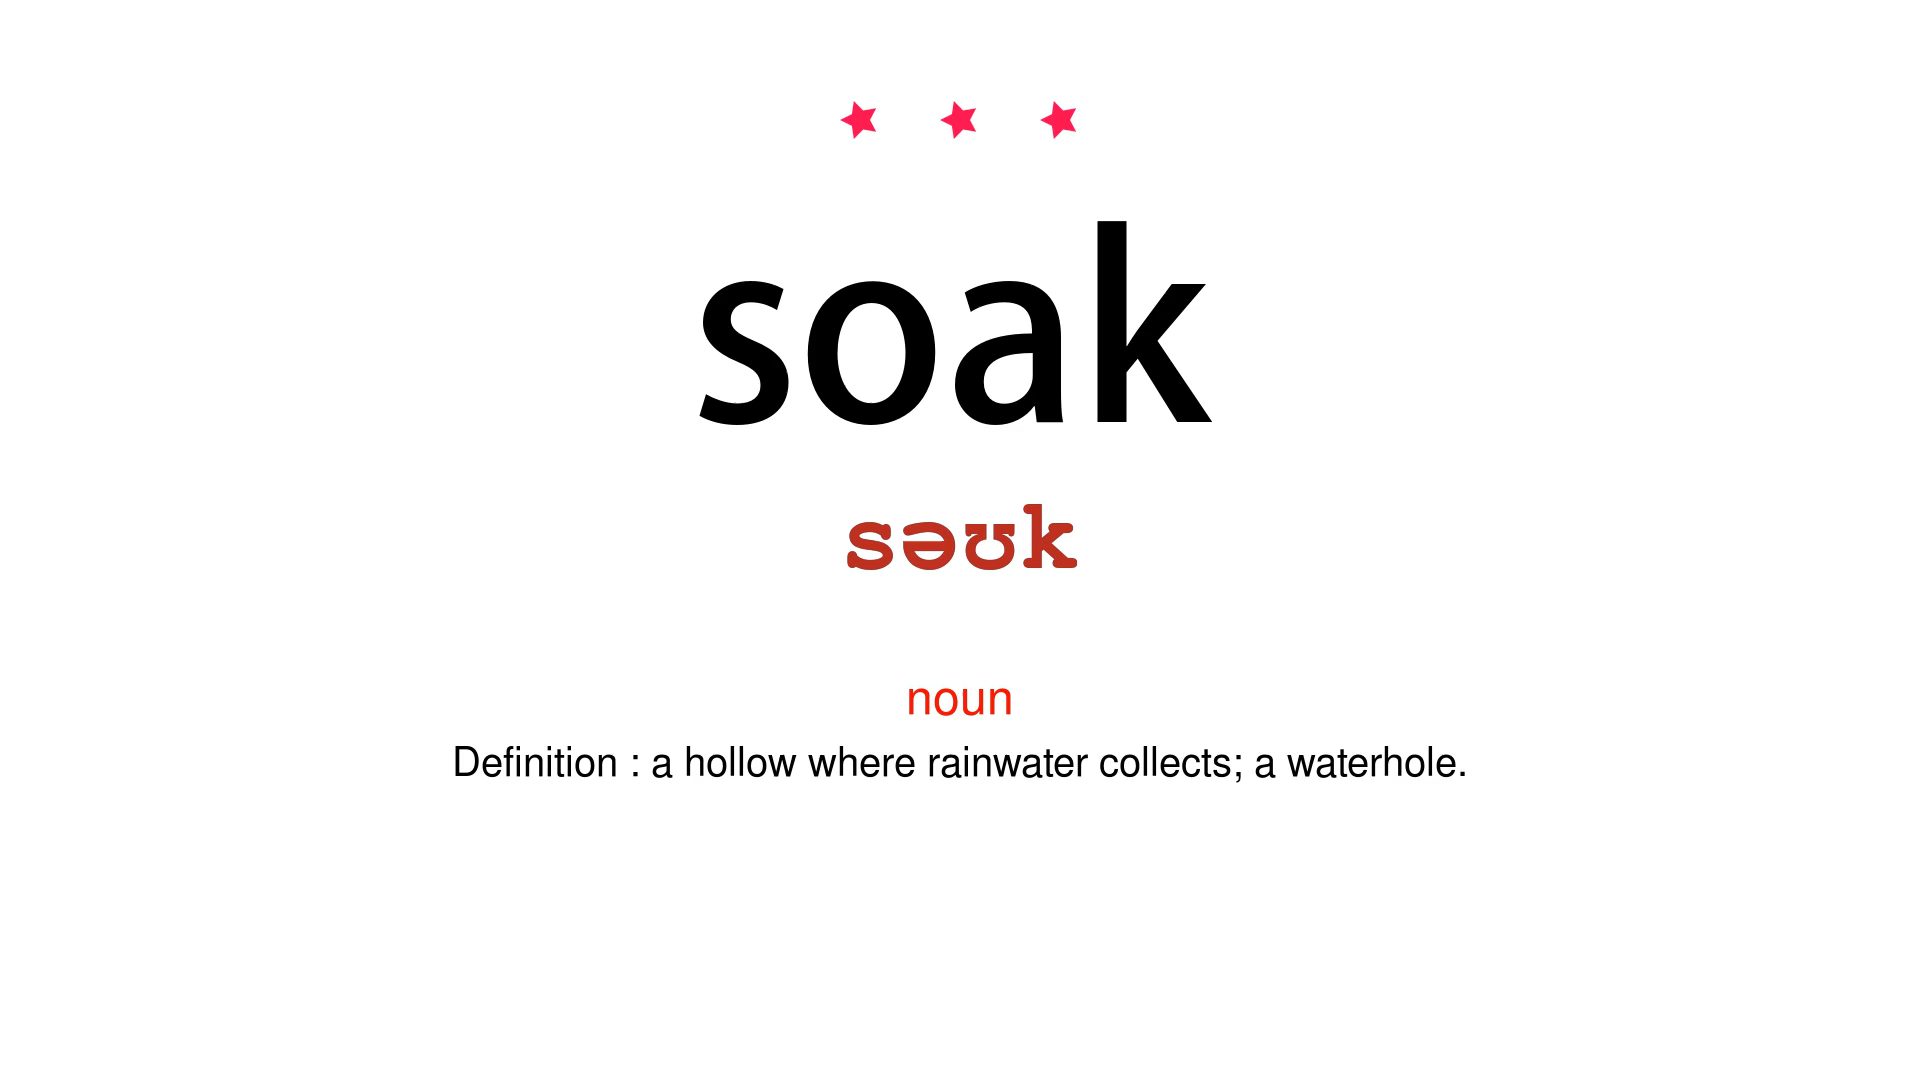 soak
səʊk
noun
Definition : a hollow where rainwater collects; a waterhole.